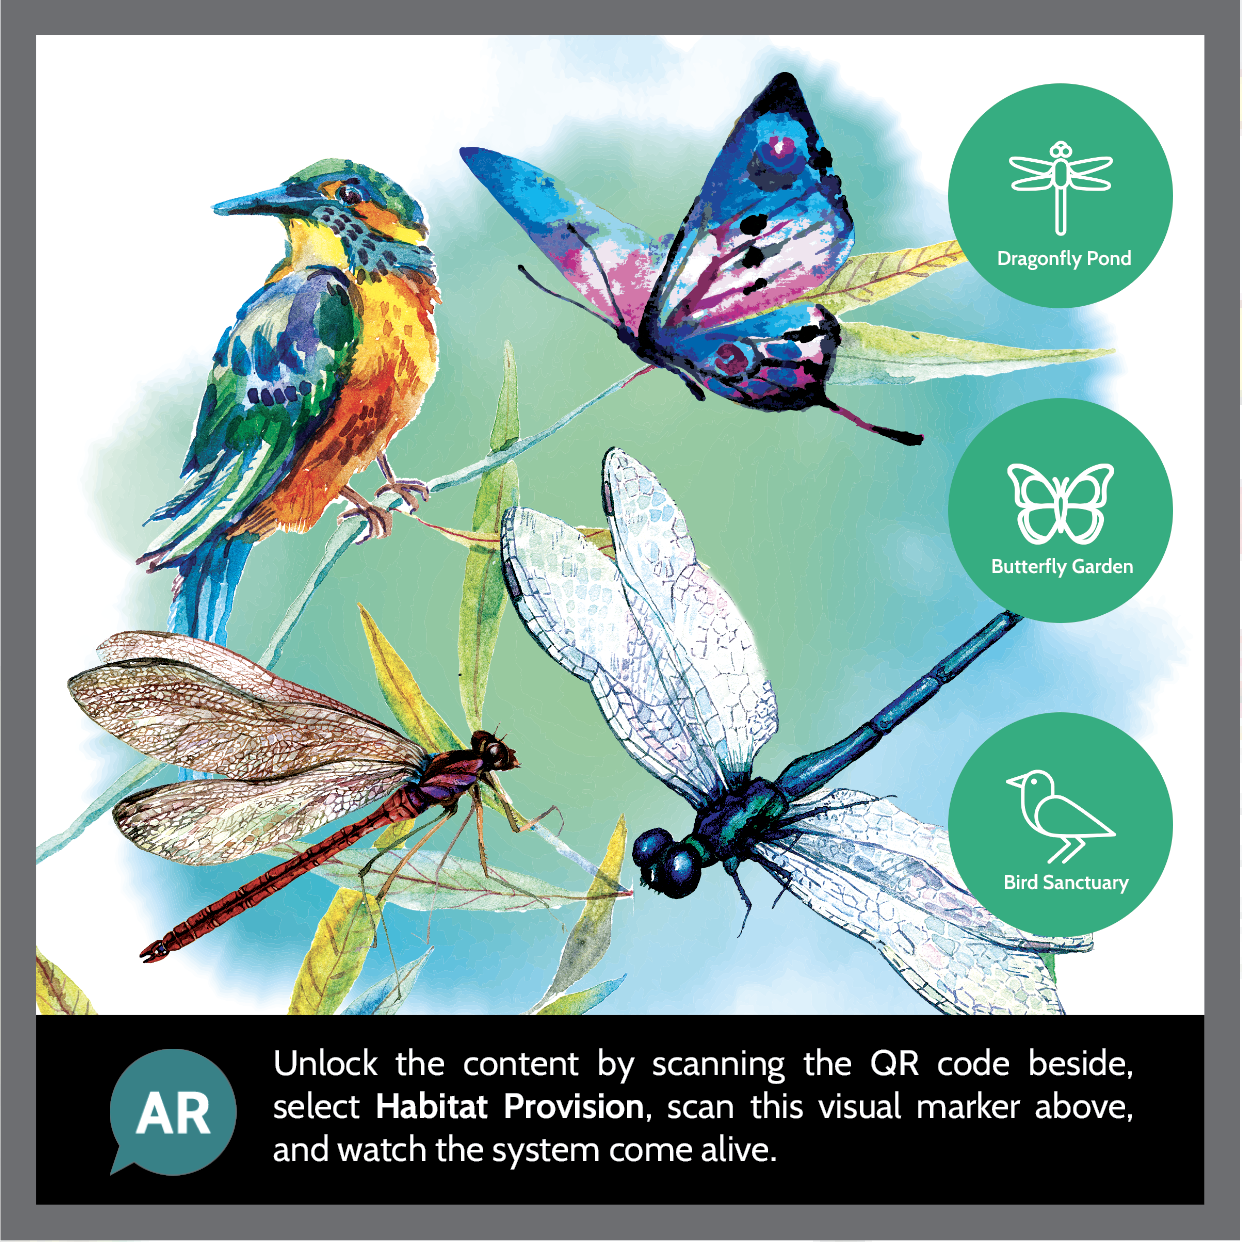 Dragonfly Pond
Butterfly Garden
Bird Sanctuary
AR
Unlock the content by scanning the QR code beside,
select Habitat Provision, scan this visual marker above,
and watch the system come alive.